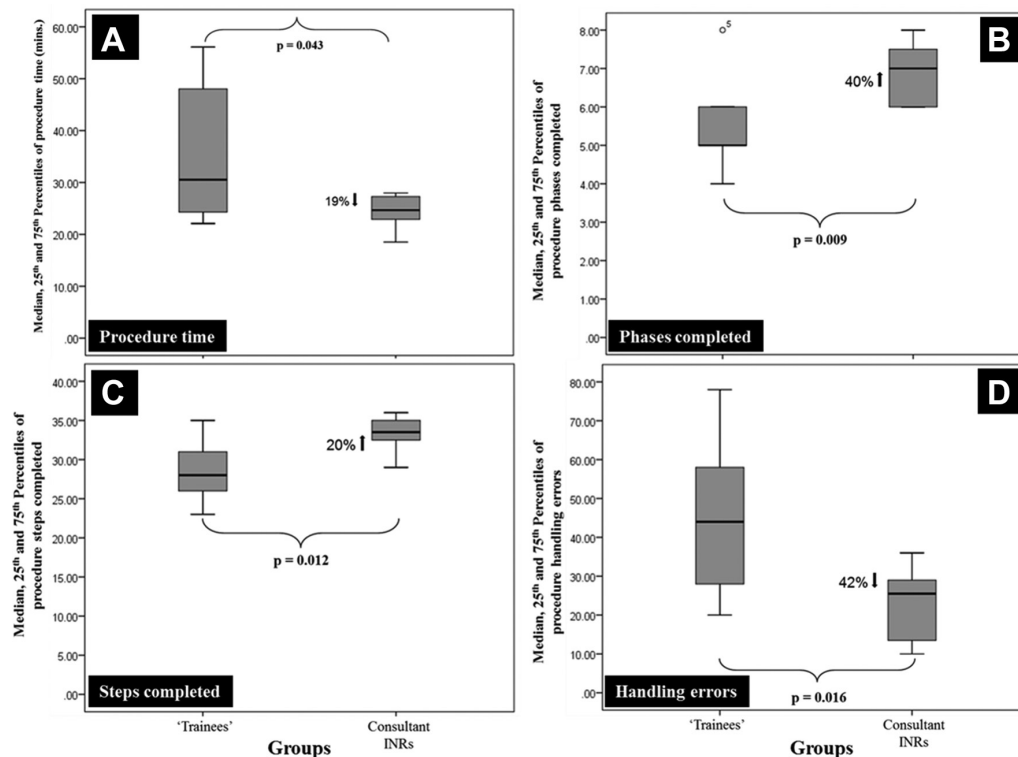 A
Median, 25th and 75th Percentiles of procedure time (mins.)
60.00
50.00
40.00
30.00
20.00
10.00
.00
p = 0.043
19%
Procedure time
B
Median, 25th and 75th Percentiles of
procedure phases completed
8.00
7.00
6.00
5.00
4.00
3.00
2.00
1.00
.00
5
40%
p = 0.009
Phases completed
C
Median, 25th and 75th Percentiles of
procedure steps completed
40.00
35.00
30.00
25.00
20.00
15.00
10.00
5.00
.00
20%
p = 0.012
Steps completed
'Trainees'
Consultant
INRs
Groups
D
Median, 25th and 75th Percentiles of
procedure handling errors
80.00
70.00
60.00
50.00
40.00
30.00
20.00
10.00
.00
42%
p = 0.016
Handling errors
'Trainees'
Consultant
INRs
Groups